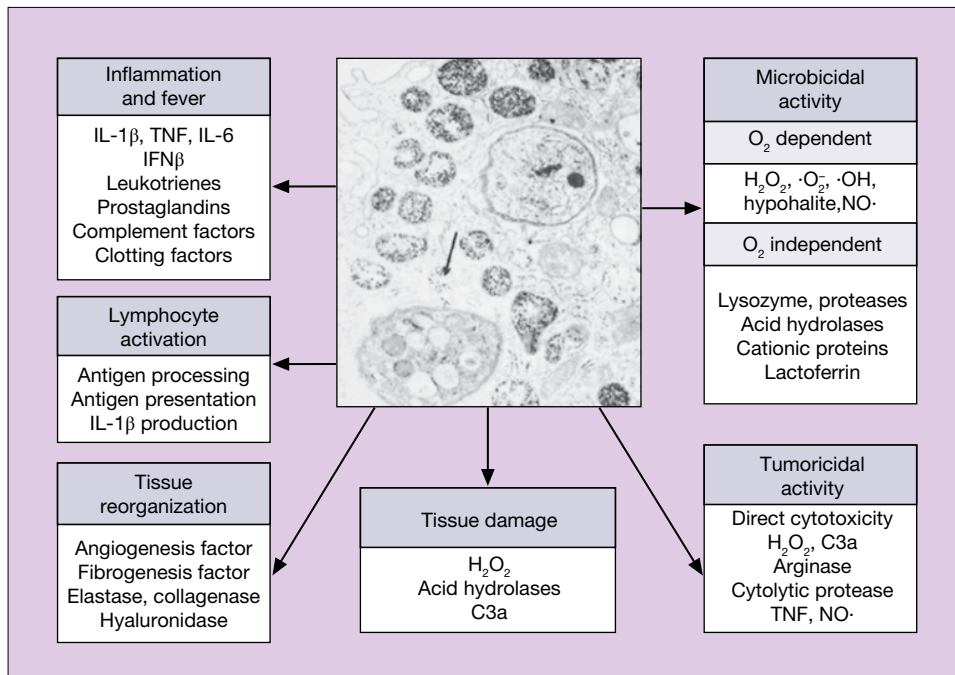 Inflammation
and fever
IL-1β, TNF, IL-6
IFNβ
Leukotrienes
Prostaglandins
Complement factors
Clotting factors
Lymphocyte
activation
Antigen processing
Antigen presentation
IL-1β production
Tissue
reorganization
Angiogenesis factor
Fibrogenesis factor
Elastase, collagenase
Hyaluronidase
Tissue damage
H₂O₂
Acid hydrolases
C3a
Microbicidal
activity
O₂ dependent
H₂O₂, ·O₂⁻, ·OH,
hypohalite,NO·
O₂ independent
Lysozyme, proteases
Acid hydrolases
Cationic proteins
Lactoferrin
Tumoricidal
activity
Direct cytotoxicity
H₂O₂, C3a
Arginase
Cytolytic protease
TNF, NO·